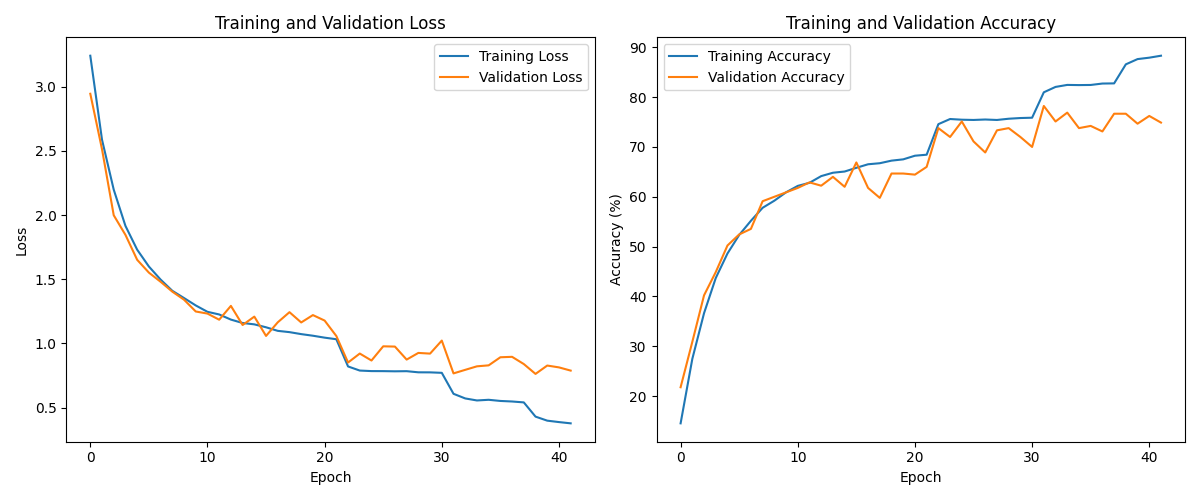 Training and Validation Loss
Training Loss
Validation Loss
3.0
2.5
2.0
1.5
1.0
0.5
Loss
0 10 20 30 40
Epoch
Training and Validation Accuracy
Training Accuracy
Validation Accuracy
90
80
70
60
50
40
30
20
Accuracy (%)
0 10 20 30 40
Epoch